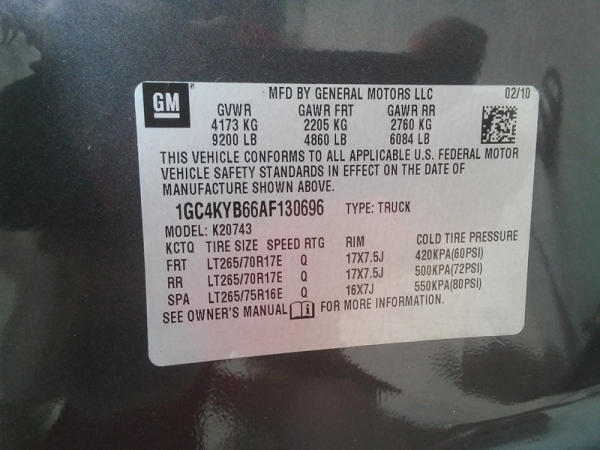 GM
MFD BY GENERAL MOTORS LLC 02/10
GVWR GAWR FRT GAWR RR
4173 KG 2205 KG 2760 KG
9200 LB 4860 LB 6084 LB
THIS VEHICLE CONFORMS TO ALL APPLICABLE U.S. FEDERAL MOTOR
VEHICLE SAFETY STANDARDS IN EFFECT ON THE DATE OF
MANUFACTURE SHOWN ABOVE.
1GC4KYB66AF130696 TYPE: TRUCK
MODEL: K20743
KCTQ TIRE SIZE SPEED RTG RIM COLD TIRE PRESSURE
FRT LT265/70R17E Q 17X7.5J 420KPA(60PSI)
RR LT265/70R17E Q 17X7.5J 500KPA(72PSI)
SPA LT265/75R16E Q 16X7J 550KPA(80PSI)
SEE OWNER'S MANUAL i FOR MORE INFORMATION.